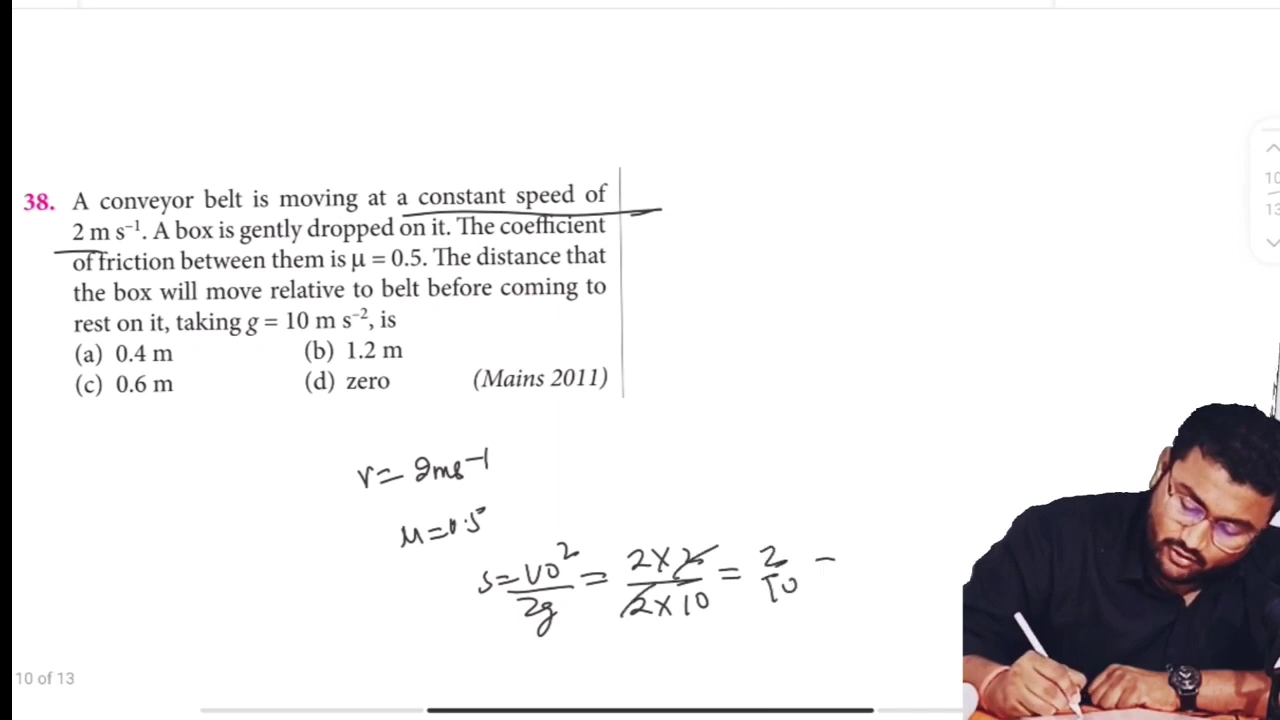 38. A conveyor belt is moving at a constant speed of
2 m s⁻¹. A box is gently dropped on it. The coefficient
of friction between them is μ = 0.5. The distance that
the box will move relative to belt before coming to
rest on it, taking g = 10 m s⁻², is
(a) 0.4 m (b) 1.2 m
(c) 0.6 m (d) zero (Mains 2011)
v = 2ms⁻¹
μ = 0.5
s = v0²/2g = 2×2/2×10 = 2/10 =
10 of 13
10
13